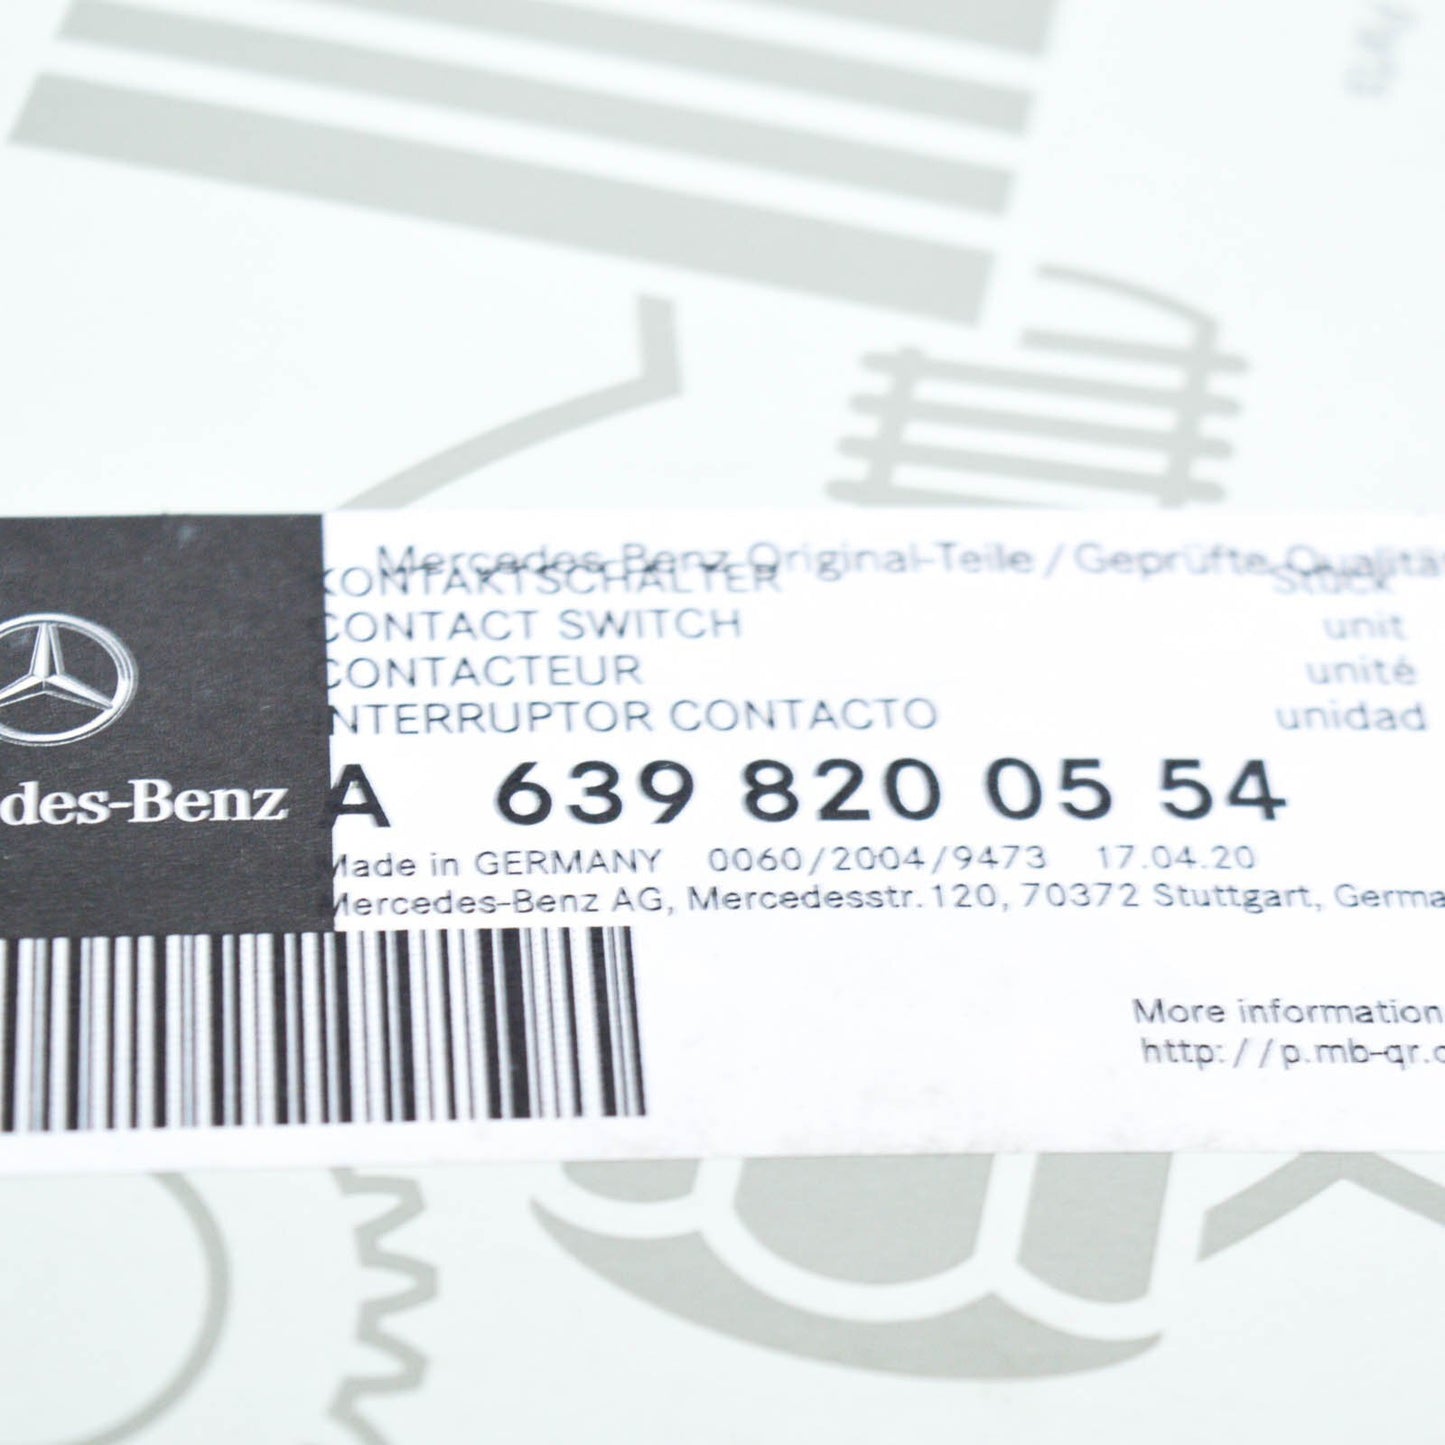 Mercedes-Benz Original-Teile / Geprüfte Qualität
KONTAKTSCHALTER Stück
CONTACT SWITCH unit
CONTACTEUR unité
INTERRUPTOR CONTACTO unidad
des-Benz
A 639 820 05 54
Made in GERMANY 0060/2004/9473 17.04.20
Mercedes-Benz AG, Mercedesstr.120, 70372 Stuttgart, Germa
More information
http://p.mb-qr.c